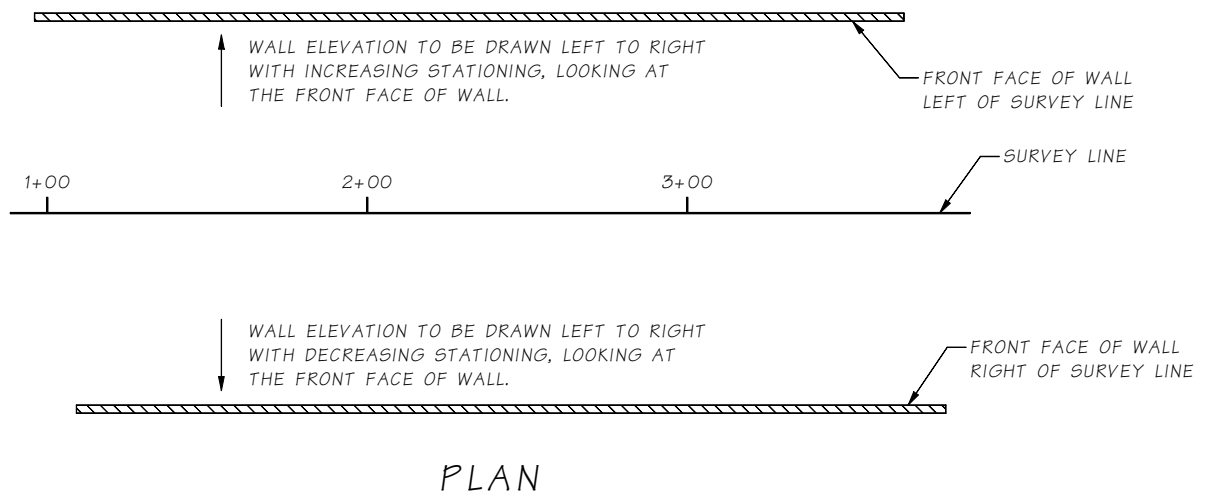 WALL ELEVATION TO BE DRAWN LEFT TO RIGHT
WITH INCREASING STATIONING, LOOKING AT
THE FRONT FACE OF WALL.
FRONT FACE OF WALL
LEFT OF SURVEY LINE
SURVEY LINE
1+00
2+00
3+00
WALL ELEVATION TO BE DRAWN LEFT TO RIGHT
WITH DECREASING STATIONING, LOOKING AT
THE FRONT FACE OF WALL.
FRONT FACE OF WALL
RIGHT OF SURVEY LINE
PLAN